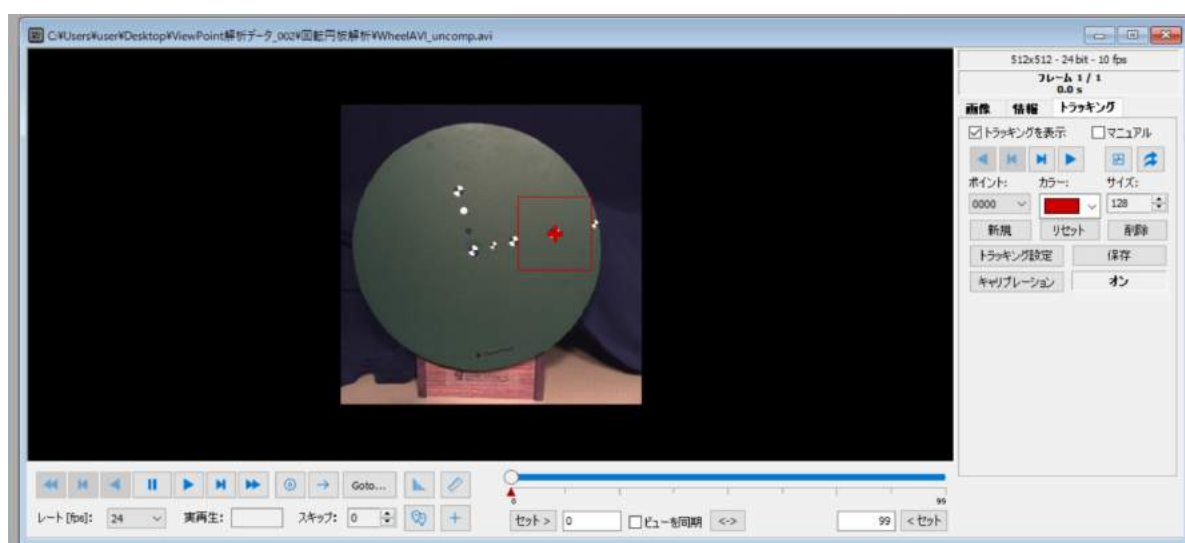 C:¥Users¥user¥Desktop¥ViewPoint解析データ_002¥回転円板解析¥WheelAVI_uncomp.avi
512x512 - 24 bit - 10 fps
フレーム 1 / 1
0.0 s
画像 情報 トラッキング
トラッキングを表示 マニュアル
ポイント: カラー: サイズ:
0000 128
新規 リセット 削除
トラッキング設定 保存
キャリブレーション オン
Goto...
0 99
レート [fps]: 24 実再生: スキップ: 0 セット > 0 ビューを同期 <-> 99 < セット